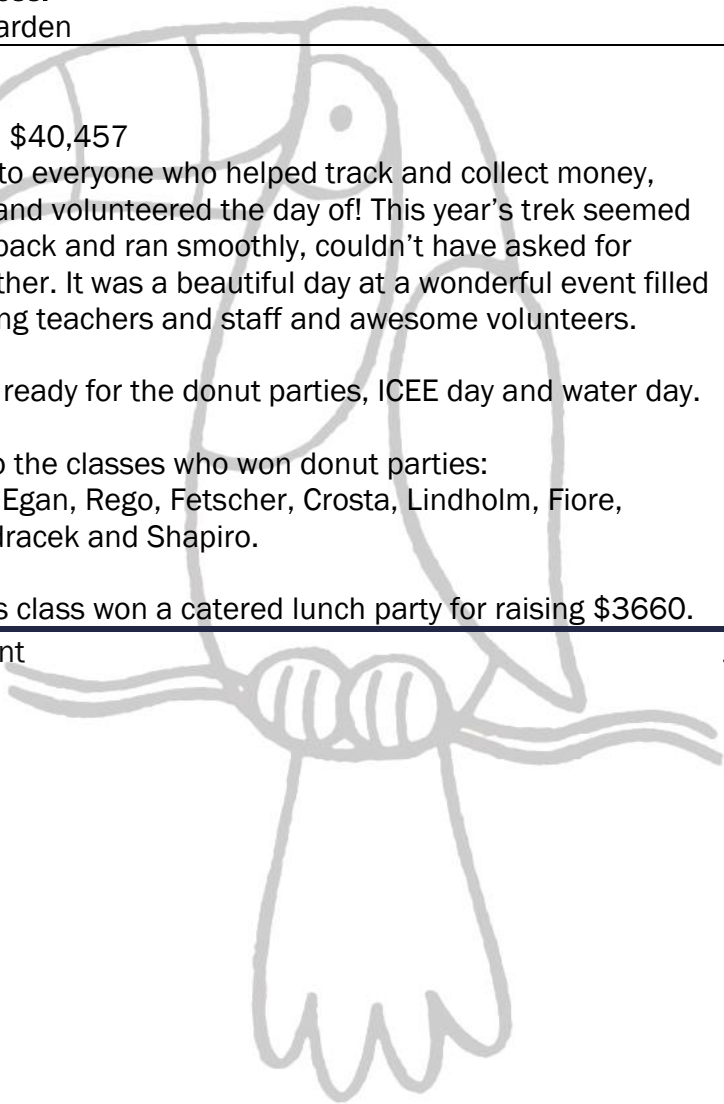 arden
$40,457
to everyone who helped track and collect money,
and volunteered the day of! This year’s trek seemed
back and ran smoothly, couldn’t have asked for
ther. It was a beautiful day at a wonderful event filled
ng teachers and staff and awesome volunteers.
ready for the donut parties, ICEE day and water day.
o the classes who won donut parties:
Egan, Rego, Fetscher, Crosta, Lindholm, Fiore,
dracek and Shapiro.
s class won a catered lunch party for raising $3660.
nt